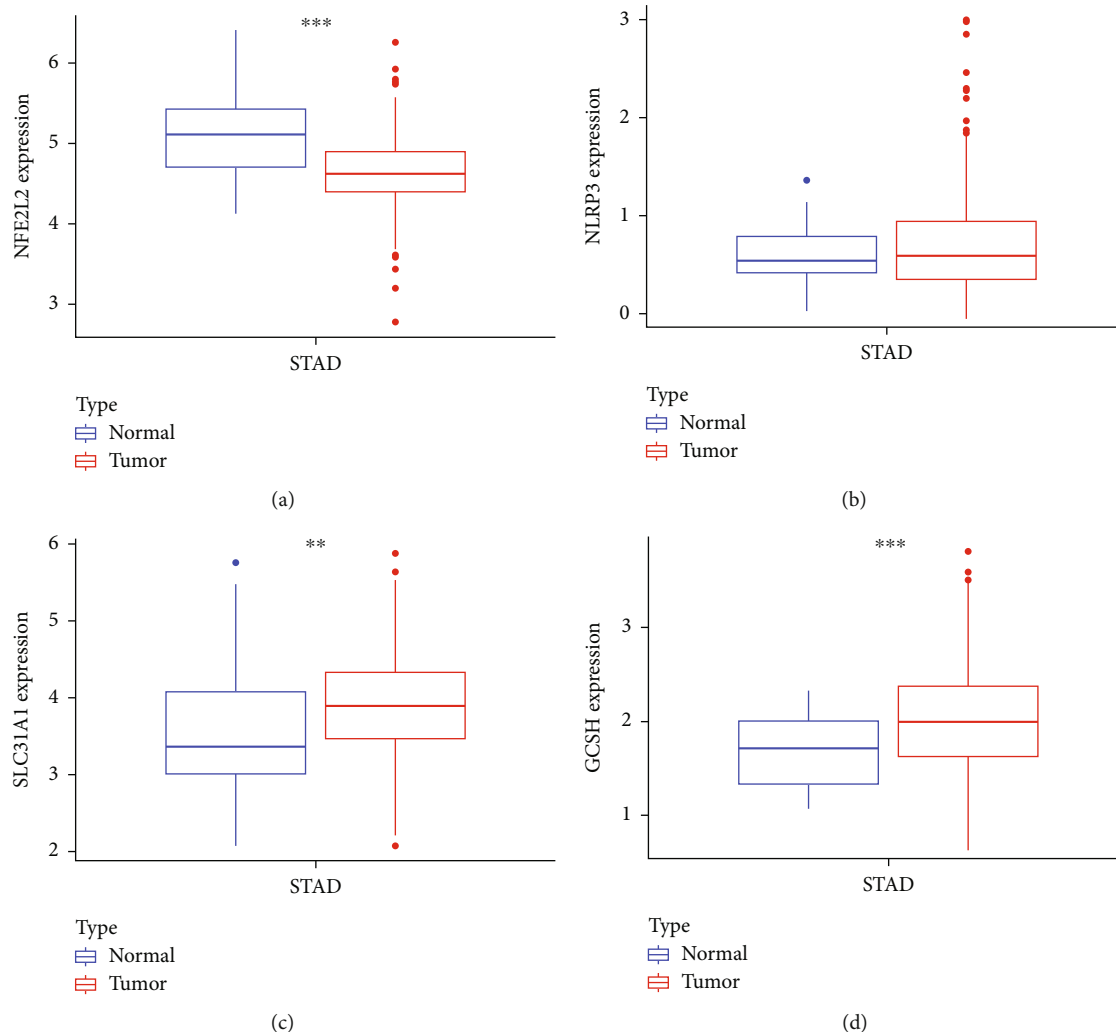 ***
NFE2L2 expression
6
5
4
3
STAD
Type
Normal
Tumor
(a)
NLRP3 expression
3
2
1
0
STAD
Type
Normal
Tumor
(b)
**
SLC31A1 expression
6
5
4
3
2
STAD
Type
Normal
Tumor
(c)
***
GCSH expression
3
2
1
STAD
Type
Normal
Tumor
(d)